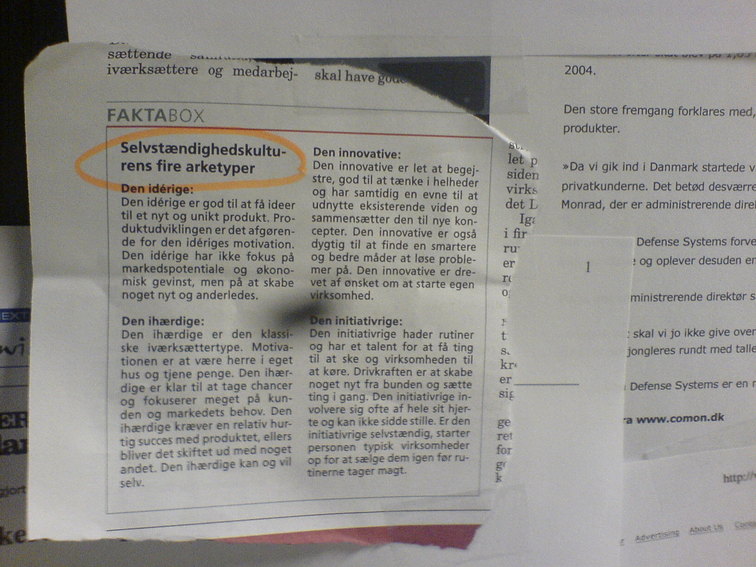 sættende
iværksættere og medarbej-
skal have
FAKTABOX
Selvstændighedskultu-
rens fire arketyper
Den idérige:
Den idérige er god til at få ideer
til et nyt og unikt produkt. Pro-
duktudviklingen er det afgøren-
de for den idériges motivation.
Den idérige har ikke fokus på
markedspotentiale og økono-
misk gevinst, men på at skabe
noget nyt og anderledes.
Den ihærdige:
Den ihærdige er den klassi-
ske iværksættertype. Motiva-
tionen er at være herre i eget
hus og tjene penge. Den ihær-
dige er klar til at tage chancer
og fokuserer meget på kun-
den og markedets behov. Den
ihærdige kræver en relativ hur-
tig succes med produktet, ellers
bliver det skiftet ud med noget
andet. Den ihærdige kan og vil
selv.
Den innovative:
Den innovative er let at begej-
stre, god til at tænke i helheder
og har samtidig en evne til at
udnytte eksisterende viden og
sammensætter den til nye kon-
cepter. Den innovative er også
dygtig til at finde en smartere
og bedre måder at løse proble-
mer på. Den innovative er dre-
vet af ønsket om at starte egen
virksomhed.
Den initiativrige:
Den initiativrige hader rutiner
og har et talent for at få ting
til at ske og virksomheden til
at køre. Drivkraften er at skabe
noget nyt fra bunden og sætte
ting i gang. Den initiativrige in-
volvere sig ofte af hele sit hjer-
te og kan ikke sidde stille. Er den
initiativrige selvstændig, starter
personen typisk virksomheder
op for at sælge dem igen før ru-
tinerne tager magt.
let p
siden
virks
det L
i fir
1
2004.
Den store fremgang forklares med,
produkter.
»Da vi gik ind i Danmark startede v
privatkunderne. Det betød desværre
Monrad, der er administrerende dire
Defense Systems forve
og oplever desuden en
ministrerende direktør s
skal vi jo ikke give over
jongleres rundt med talle
Defense Systems er en r
ra www.comon.dk
http://
Advertising About Us